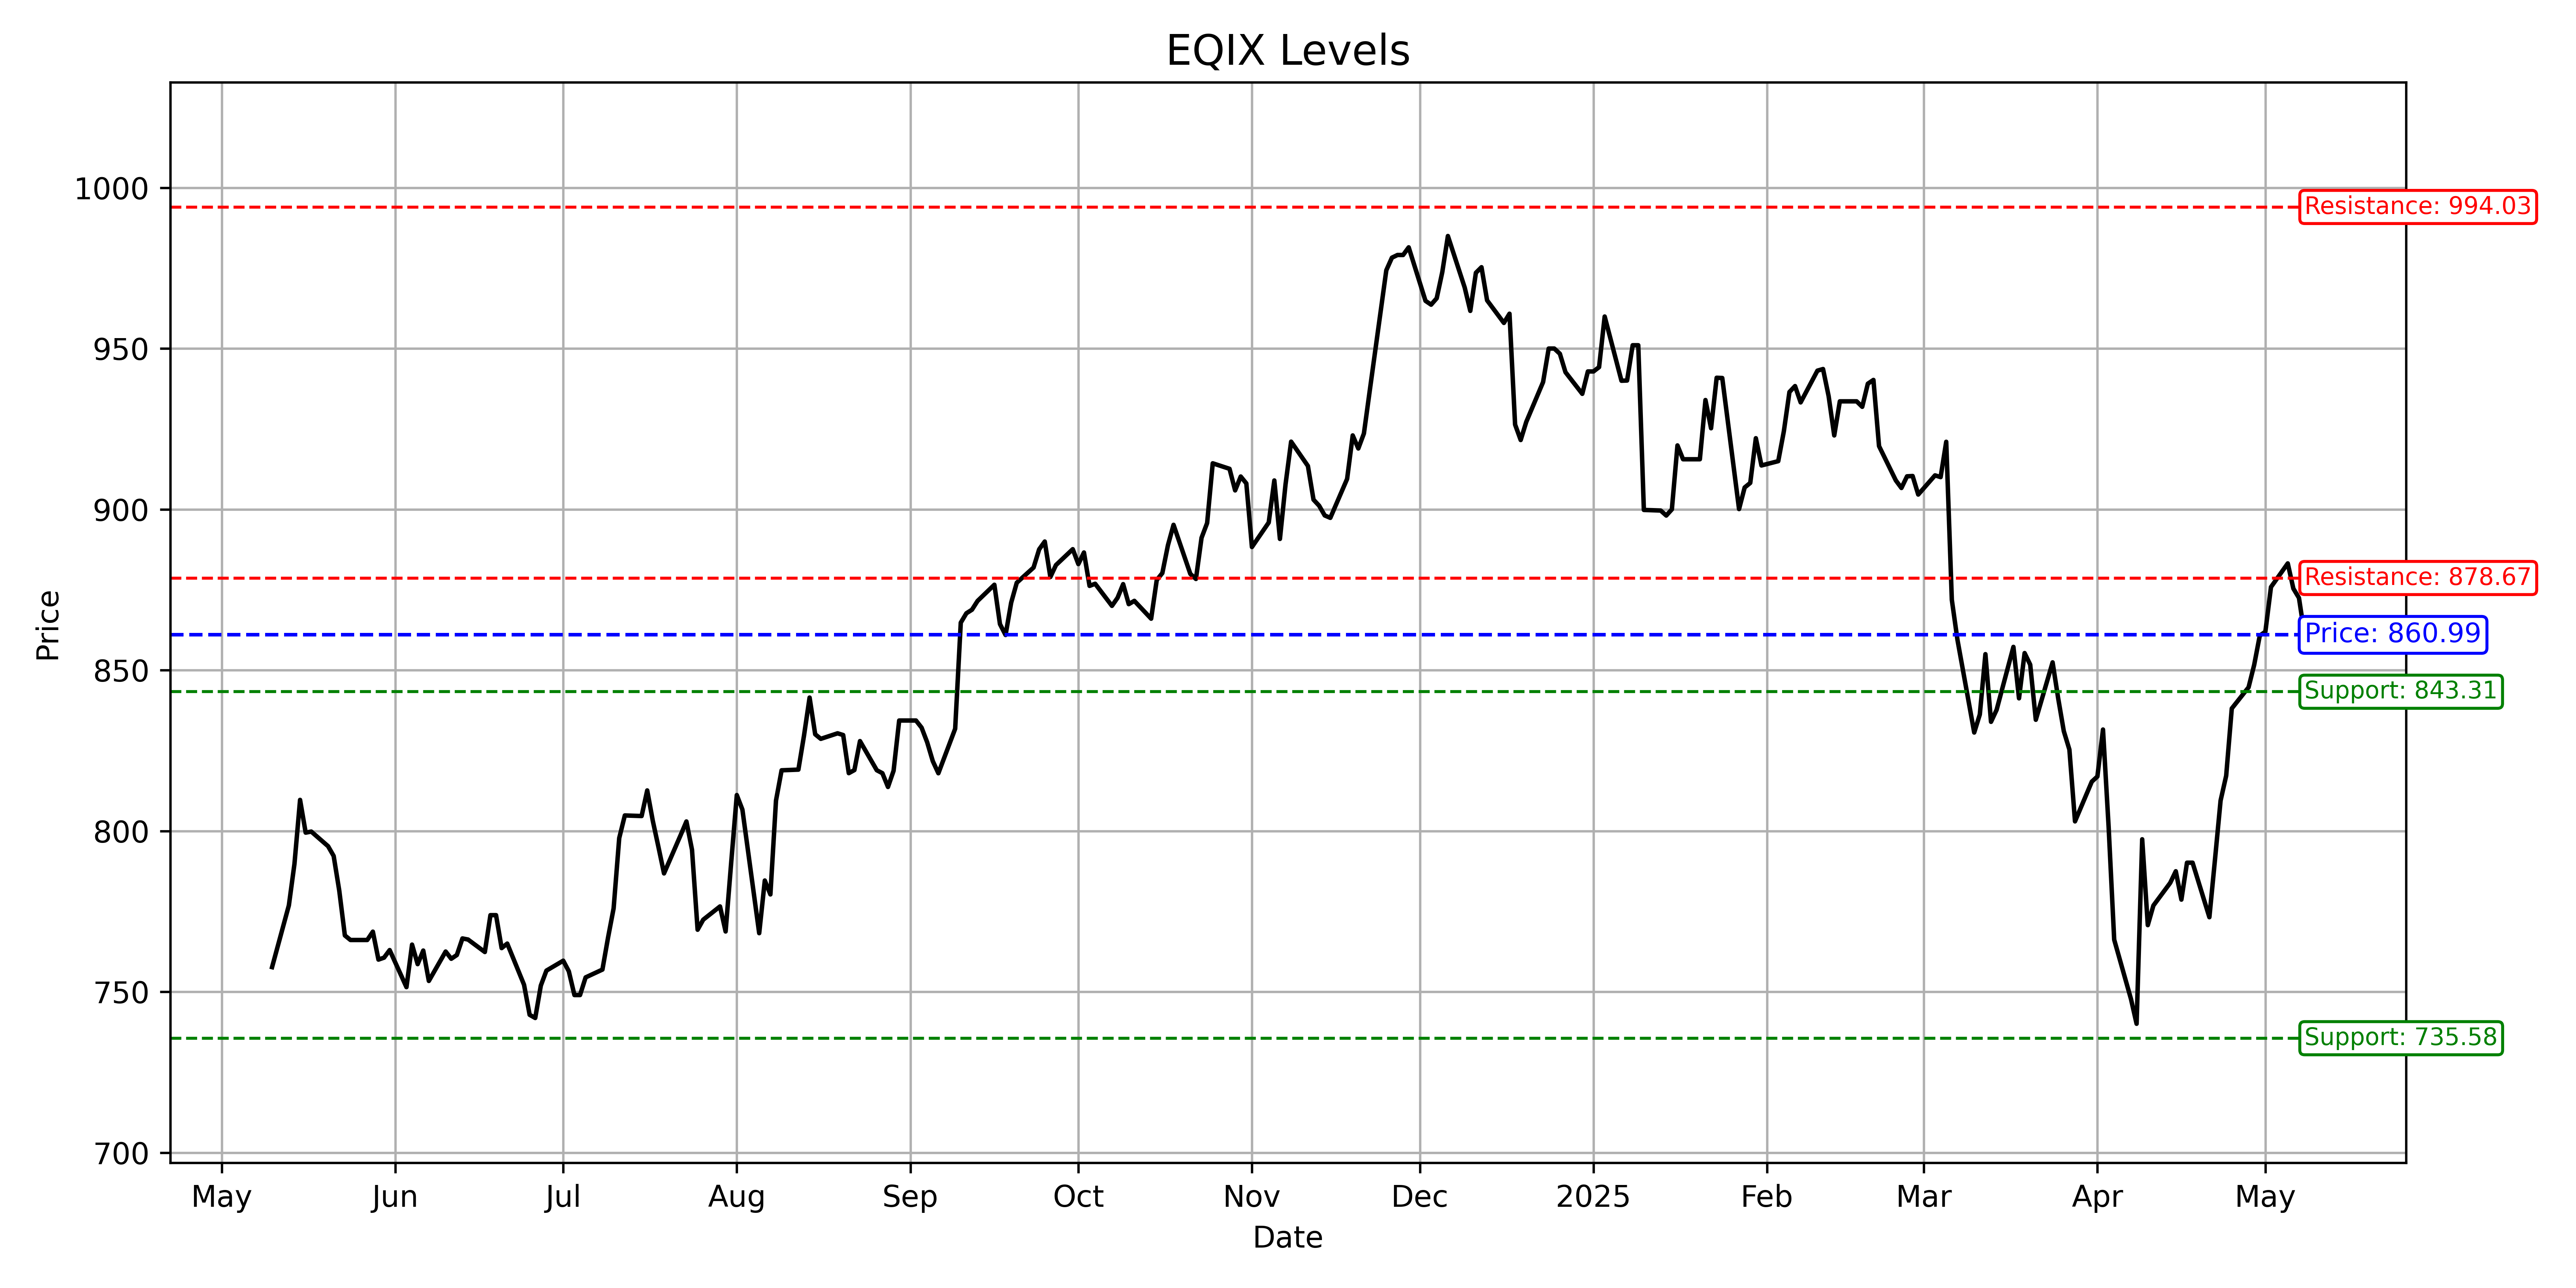 EQIX Levels
1000
950
900
850
800
750
700
Price
Resistance: 994.03
Resistance: 878.67
Price: 860.99
Support: 843.31
Support: 735.58
May Jun Jul Aug Sep Oct Nov Dec 2025 Feb Mar Apr May
Date